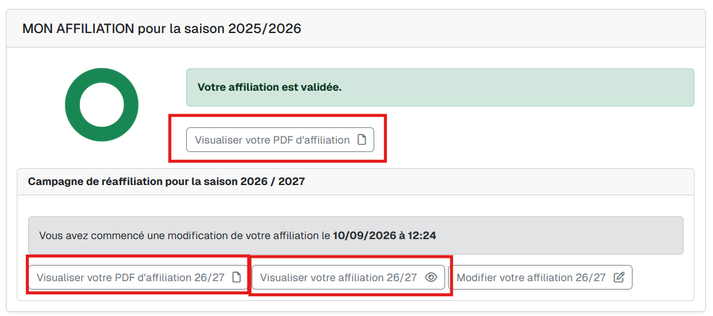 MON AFFILIATION pour la saison 2025/2026
Votre affiliation est validée.
Visualiser votre PDF d'affiliation
Campagne de réaffiliation pour la saison 2026 / 2027
Vous avez commencé une modification de votre affiliation le 10/09/2026 à 12:24
Visualiser votre PDF d'affiliation 26/27 Visualiser votre affiliation 26/27 Modifier votre affiliation 26/27